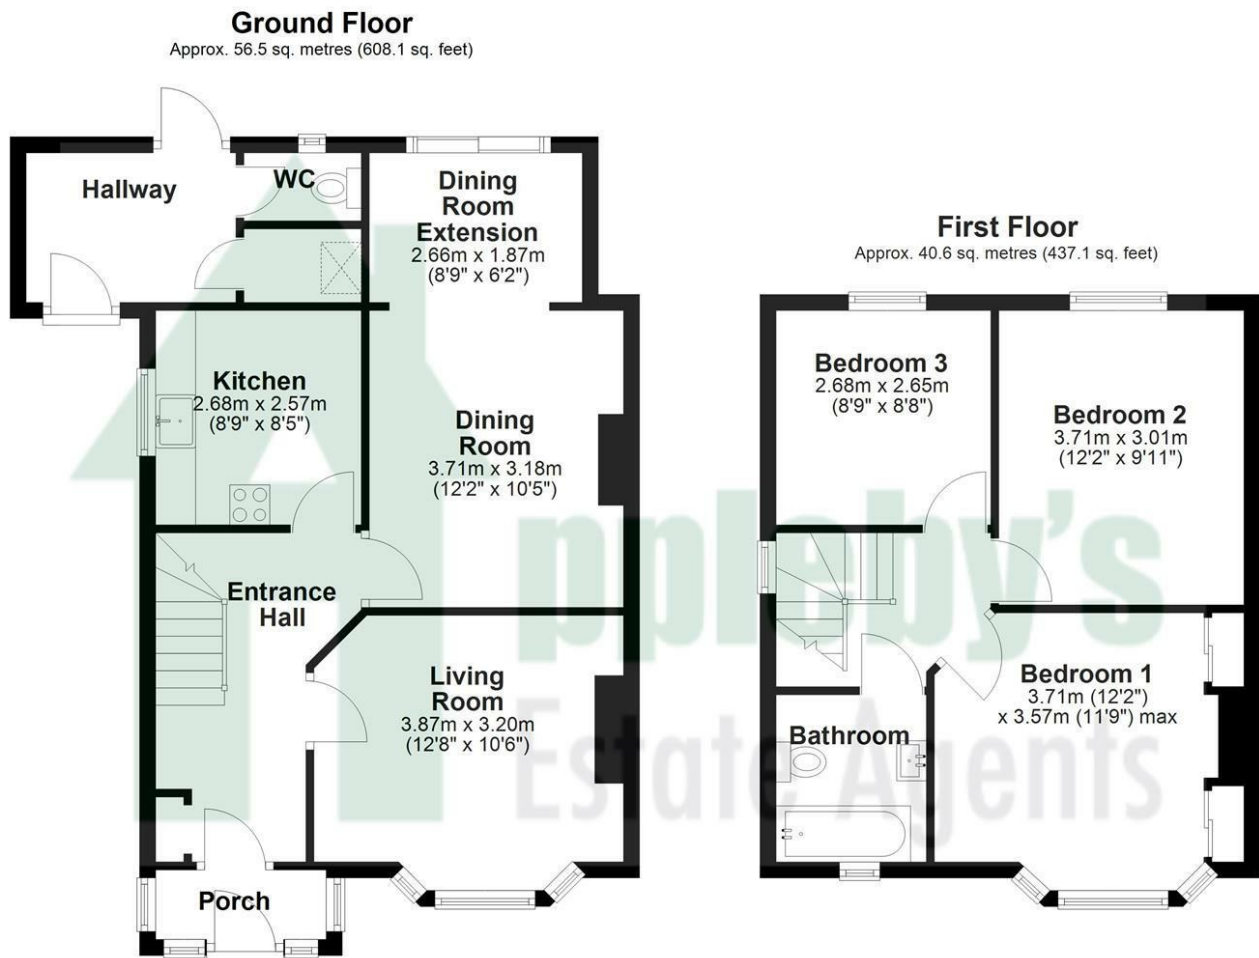 Ground Floor
Approx. 56.5 sq. metres (608.1 sq. feet)
Hallway
WC
Dining
Room
Extension
2.66m x 1.87m
(8'9" x 6'2")
Kitchen
2.68m x 2.57m
(8'9" x 8'5")
Dining
Room
3.71m x 3.18m
(12'2" x 10'5")
Entrance
Hall
Living
Room
3.87m x 3.20m
(12'8" x 10'6")
Porch
First Floor
Approx. 40.6 sq. metres (437.1 sq. feet)
Bedroom 3
2.68m x 2.65m
(8'9" x 8'8")
Bedroom 2
3.71m x 3.01m
(12'2" x 9'11")
Bedroom 1
3.71m (12'2")
x 3.57m (11'9") max
Bathroom
ppleby's
Estate Agents